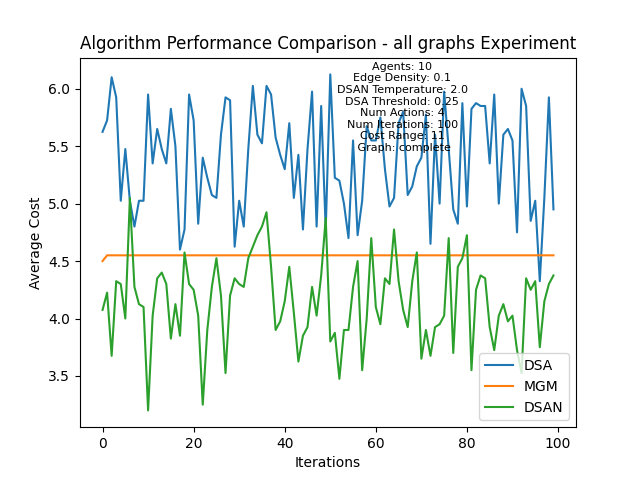 Algorithm Performance Comparison - all graphs Experiment
Agents: 10
Edge Density: 0.1
DSAN Temperature: 2.0
DSA Threshold: 0.25
Num Actions: 4
Num Iterations: 100
Cost Range: 11
Graph: complete
6.0
5.5
5.0
4.5
4.0
3.5
Average Cost
DSA
MGM
DSAN
0 20 40 60 80 100
Iterations